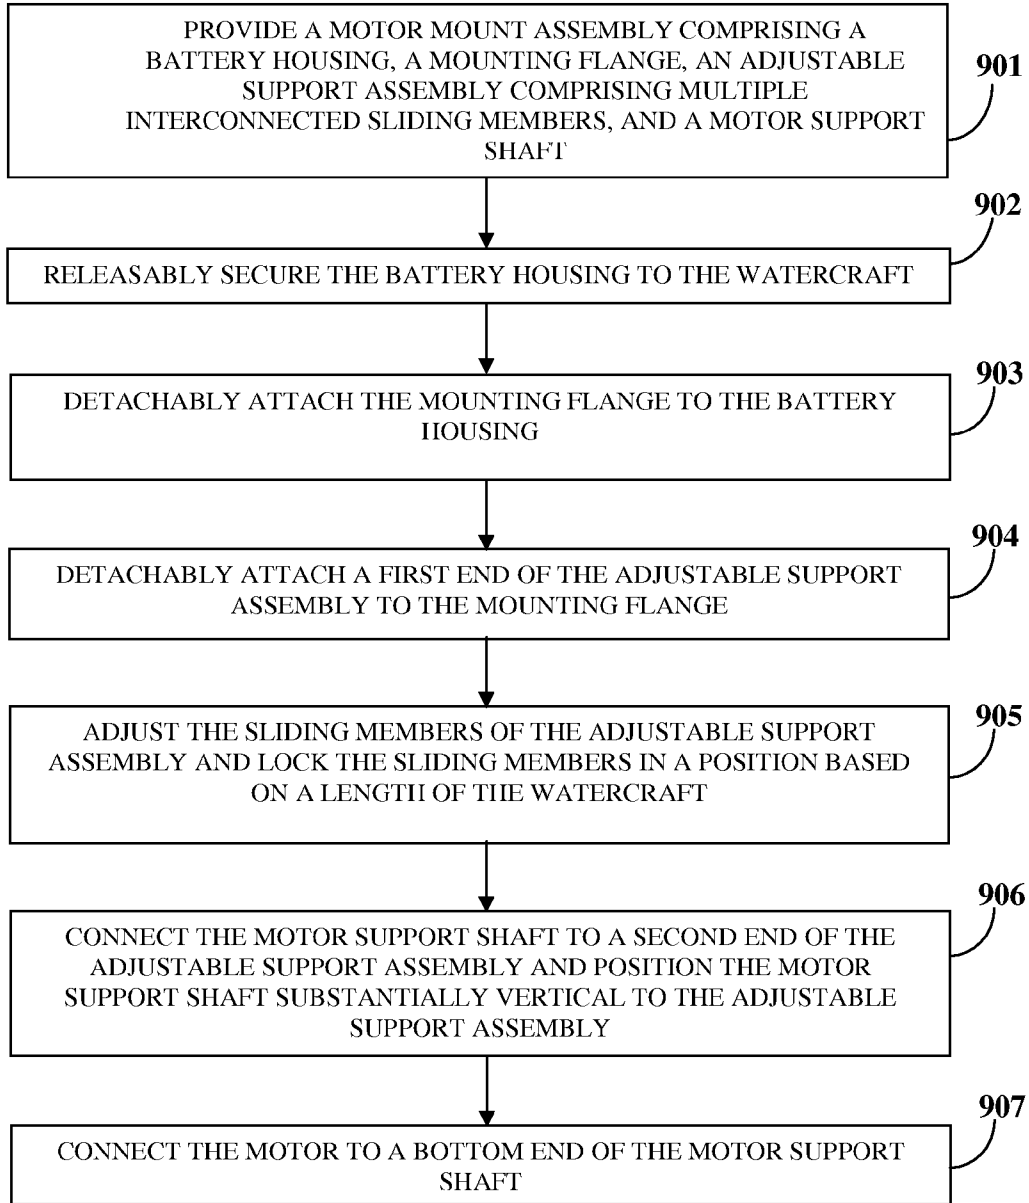 PROVIDE A MOTOR MOUNT ASSEMBLY COMPRISING A
BATTERY HOUSING, A MOUNTING FLANGE, AN ADJUSTABLE
SUPPORT ASSEMBLY COMPRISING MULTIPLE
INTERCONNECTED SLIDING MEMBERS, AND A MOTOR SUPPORT
SHAFT
901
902
RELEASABLY SECURE THE BATTERY HOUSING TO THE WATERCRAFT
903
DETACHABLY ATTACH THE MOUNTING FLANGE TO THE BATTERY
HOUSING
904
DETACHABLY ATTACH A FIRST END OF THE ADJUSTABLE SUPPORT
ASSEMBLY TO THE MOUNTING FLANGE
905
ADJUST THE SLIDING MEMBERS OF THE ADJUSTABLE SUPPORT
ASSEMBLY AND LOCK THE SLIDING MEMBERS IN A POSITION BASED
ON A LENGTH OF THE WATERCRAFT
906
CONNECT THE MOTOR SUPPORT SHAFT TO A SECOND END OF THE
ADJUSTABLE SUPPORT ASSEMBLY AND POSITION THE MOTOR
SUPPORT SHAFT SUBSTANTIALLY VERTICAL TO THE ADJUSTABLE
SUPPORT ASSEMBLY
907
CONNECT THE MOTOR TO A BOTTOM END OF THE MOTOR SUPPORT
SHAFT